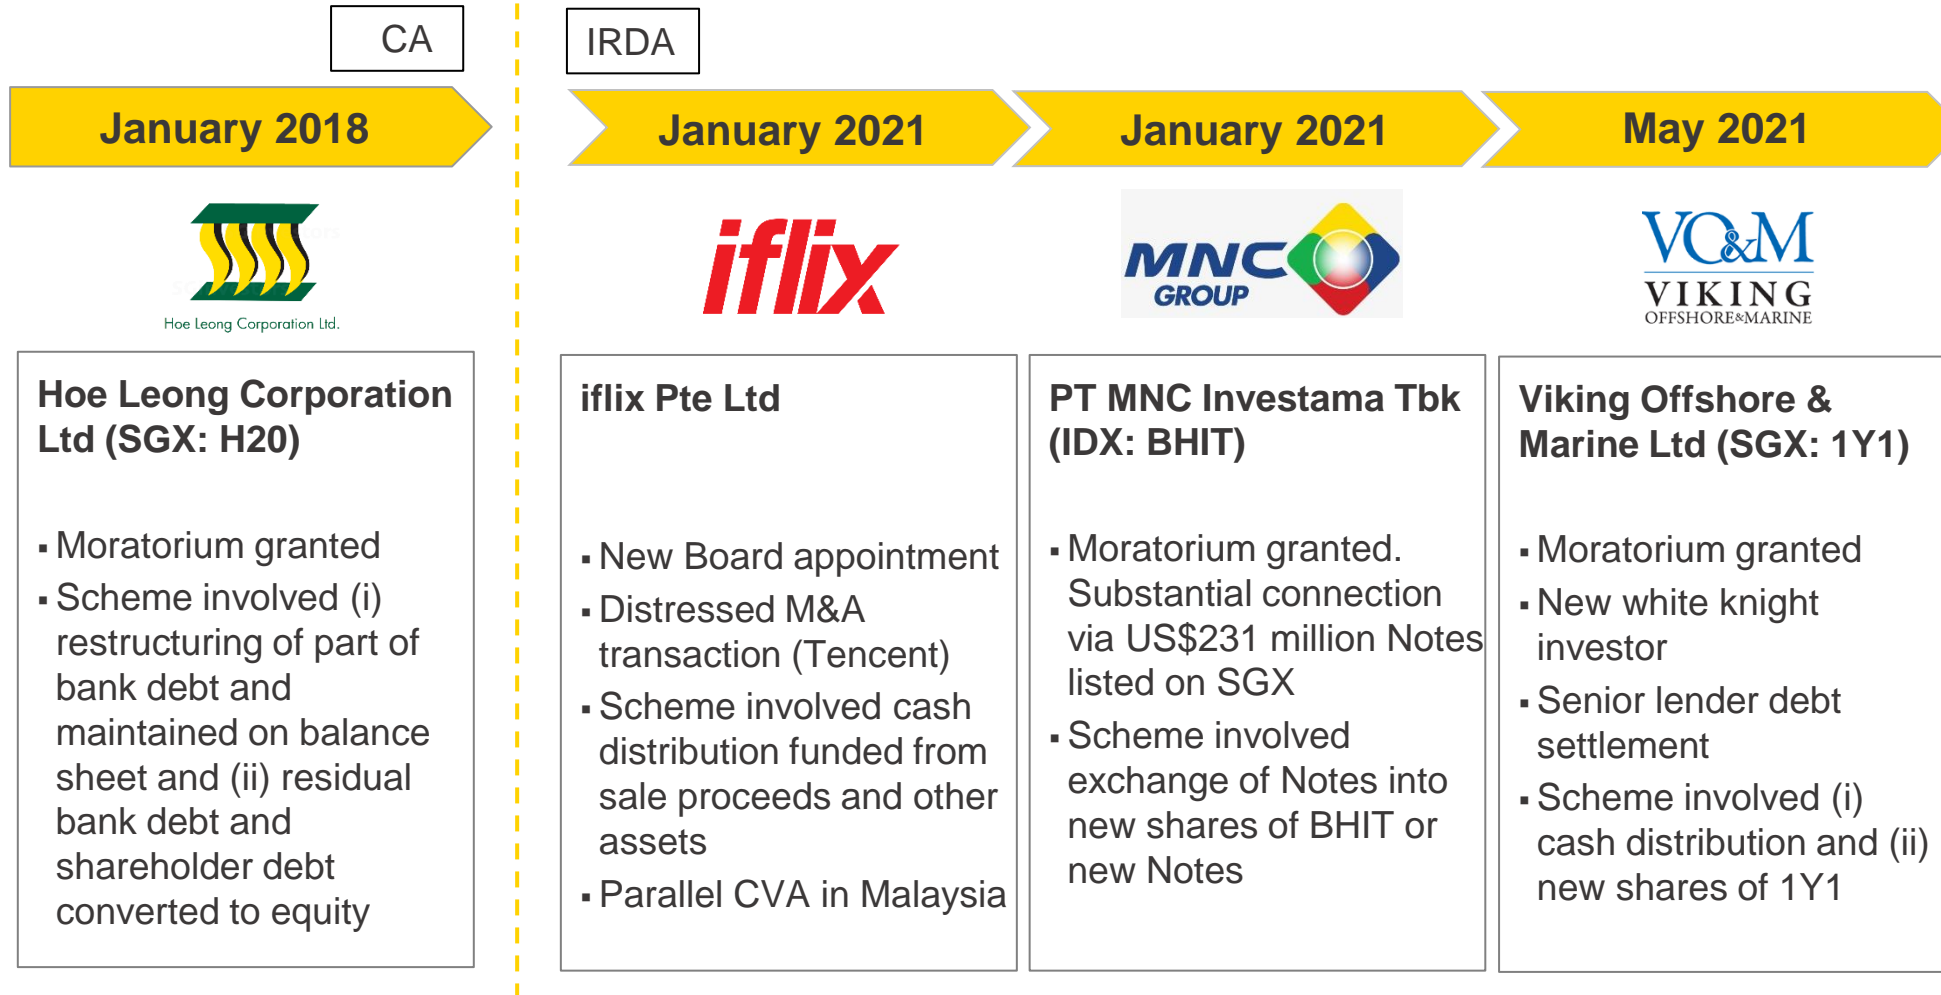 CA
IRDA
January 2018
January 2021
January 2021
May 2021
Hoe Leong Corporation Ltd.
iflix
MNC
GROUP
VO&M
VIKING
OFFSHORE&MARINE
Hoe Leong Corporation
Ltd (SGX: H20)
▪ Moratorium granted
▪ Scheme involved (i)
restructuring of part of
bank debt and
maintained on balance
sheet and (ii) residual
bank debt and
shareholder debt
converted to equity
iflix Pte Ltd
▪ New Board appointment
▪ Distressed M&A
transaction (Tencent)
▪ Scheme involved cash
distribution funded from
sale proceeds and other
assets
▪ Parallel CVA in Malaysia
PT MNC Investama Tbk
(IDX: BHIT)
▪ Moratorium granted.
Substantial connection
via US$231 million Notes
listed on SGX
▪ Scheme involved
exchange of Notes into
new shares of BHIT or
new Notes
Viking Offshore &
Marine Ltd (SGX: 1Y1)
▪ Moratorium granted
▪ New white knight
investor
▪ Senior lender debt
settlement
▪ Scheme involved (i)
cash distribution and (ii)
new shares of 1Y1